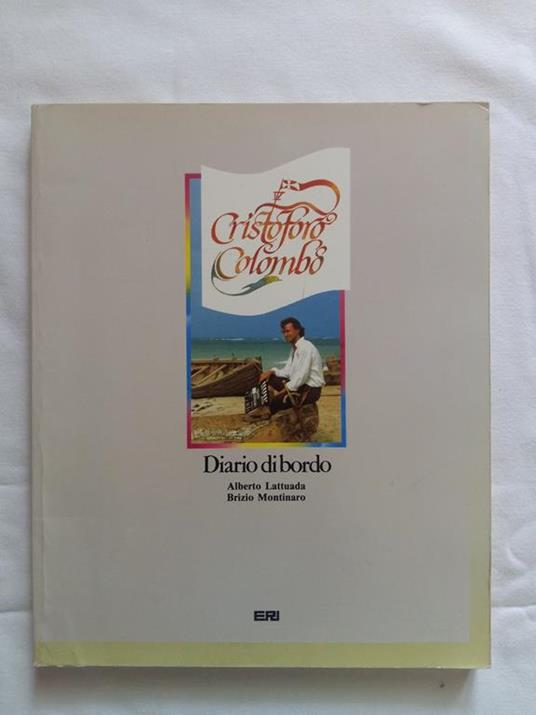 Cristoforo
Colombo
Diario di bordo
Alberto Lattuada
Brizio Montinaro
ERI